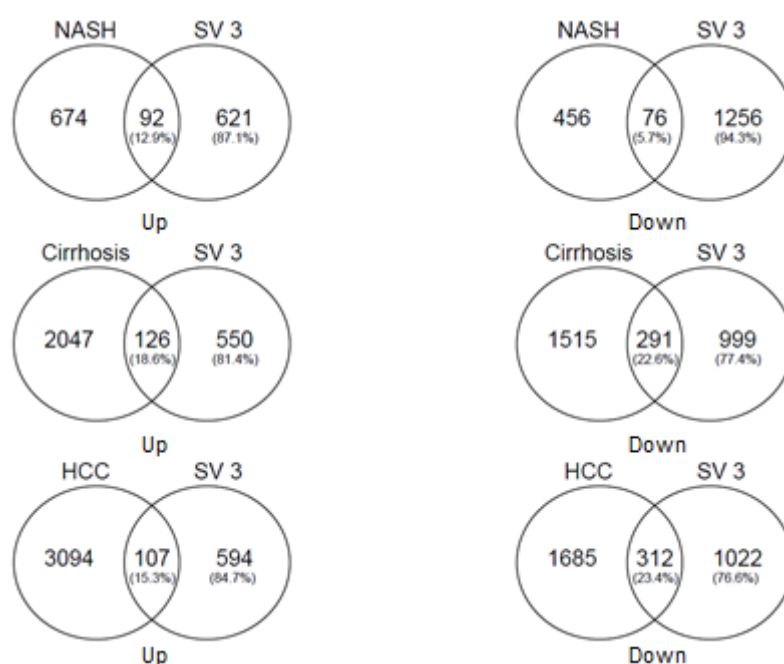 NASH SV 3 NASH SV 3
674 92 621 456 76 1256
(12.9%) (87.1%) (5.7%) (94.3%)
Up Down
Cirrhosis SV 3 Cirrhosis SV 3
2047 126 550 1515 291 999
(18.6%) (81.4%) (22.6%) (77.4%)
Up Down
HCC SV 3 HCC SV 3
3094 107 594 1685 312 1022
(15.3%) (84.7%) (23.4%) (76.6%)
Up Down